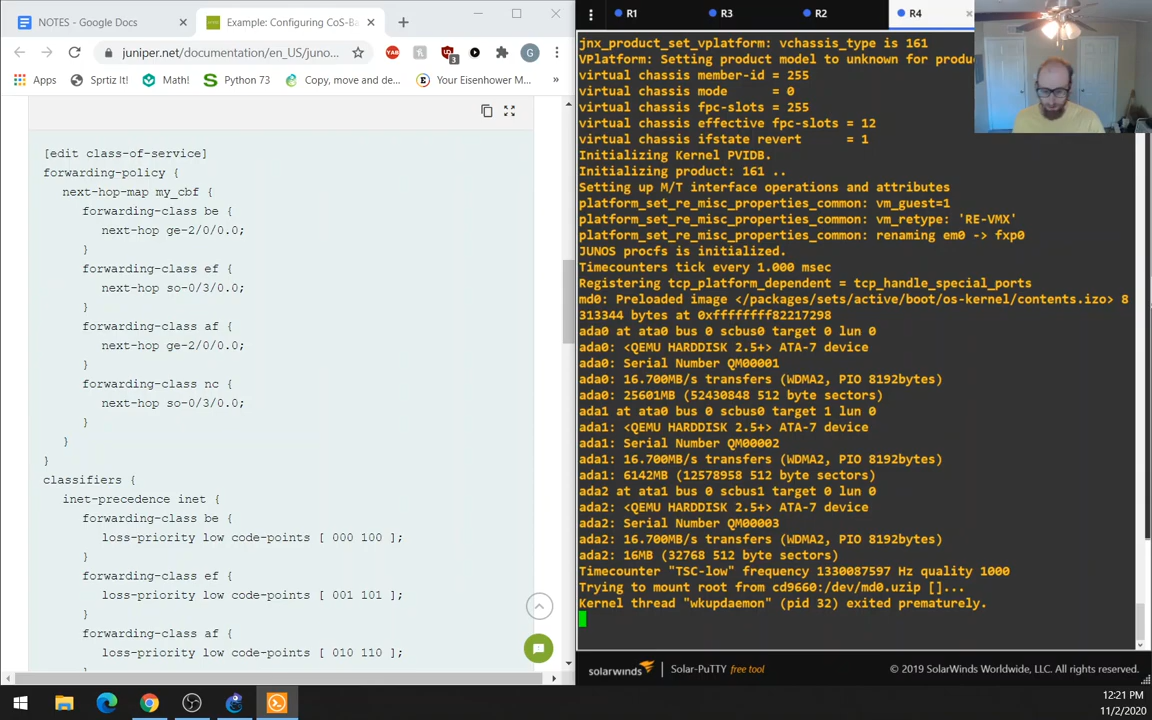 NOTES - Google Docs
Example: Configuring CoS-Ba
juniper.net/documentation/en_US/juno...
YAB
3
G
Apps
Sprtiz It!
Math!
Python 73
Copy, move and de...
Your Eisenhower M...
»
[edit class-of-service]
forwarding-policy {
next-hop-map my_cbf {
forwarding-class be {
next-hop ge-2/0/0.0;
}
forwarding-class ef {
next-hop so-0/3/0.0;
}
forwarding-class af {
next-hop ge-2/0/0.0;
}
forwarding-class nc {
next-hop so-0/3/0.0;
}
}
}
classifiers {
inet-precedence inet {
forwarding-class be {
loss-priority low code-points [ 000 100 ];
}
forwarding-class ef {
loss-priority low code-points [ 001 101 ];
}
forwarding-class af {
loss-priority low code-points [ 010 110 ];
R1
R3
R2
R4
jnx_product_set_vplatform: vchassis_type is 161
VPlatform: Setting product model to unknown for produ
virtual chassis member-id = 255
virtual chassis mode = 0
virtual chassis fpc-slots = 255
virtual chassis effective fpc-slots = 12
virtual chassis ifstate revert = 1
Initializing Kernel PVIDB.
Initializing product: 161 ..
Setting up M/T interface operations and attributes
platform_set_re_misc_properties_common: vm_guest=1
platform_set_re_misc_properties_common: vm_retype: 'RE-VMX'
platform_set_re_misc_properties_common: renaming em0 -> fxp0
JUNOS procfs is initialized.
Timecounters tick every 1.000 msec
Registering tcp_platform_dependent = tcp_handle_special_ports
md0: Preloaded image </packages/sets/active/boot/os-kernel/contents.izo> 8
313344 bytes at 0xffffffff82217298
ada0 at ata0 bus 0 scbus0 target 0 lun 0
ada0: <QEMU HARDDISK 2.5+> ATA-7 device
ada0: Serial Number QM00001
ada0: 16.700MB/s transfers (WDMA2, PIO 8192bytes)
ada0: 25601MB (52430848 512 byte sectors)
ada1 at ata0 bus 0 scbus0 target 1 lun 0
ada1: <QEMU HARDDISK 2.5+> ATA-7 device
ada1: Serial Number QM00002
ada1: 16.700MB/s transfers (WDMA2, PIO 8192bytes)
ada1: 6142MB (12578958 512 byte sectors)
ada2 at ata1 bus 0 scbus1 target 0 lun 0
ada2: <QEMU HARDDISK 2.5+> ATA-7 device
ada2: Serial Number QM00003
ada2: 16.700MB/s transfers (WDMA2, PIO 8192bytes)
ada2: 16MB (32768 512 byte sectors)
Timecounter "TSC-low" frequency 1330087597 Hz quality 1000
Trying to mount root from cd9660:/dev/md0.uzip []...
Kernel thread "wkupdaemon" (pid 32) exited prematurely.
solarwinds
Solar-PuTTY free tool
© 2019 SolarWinds Worldwide, LLC. All rights reserved.
12:21 PM
11/2/2020